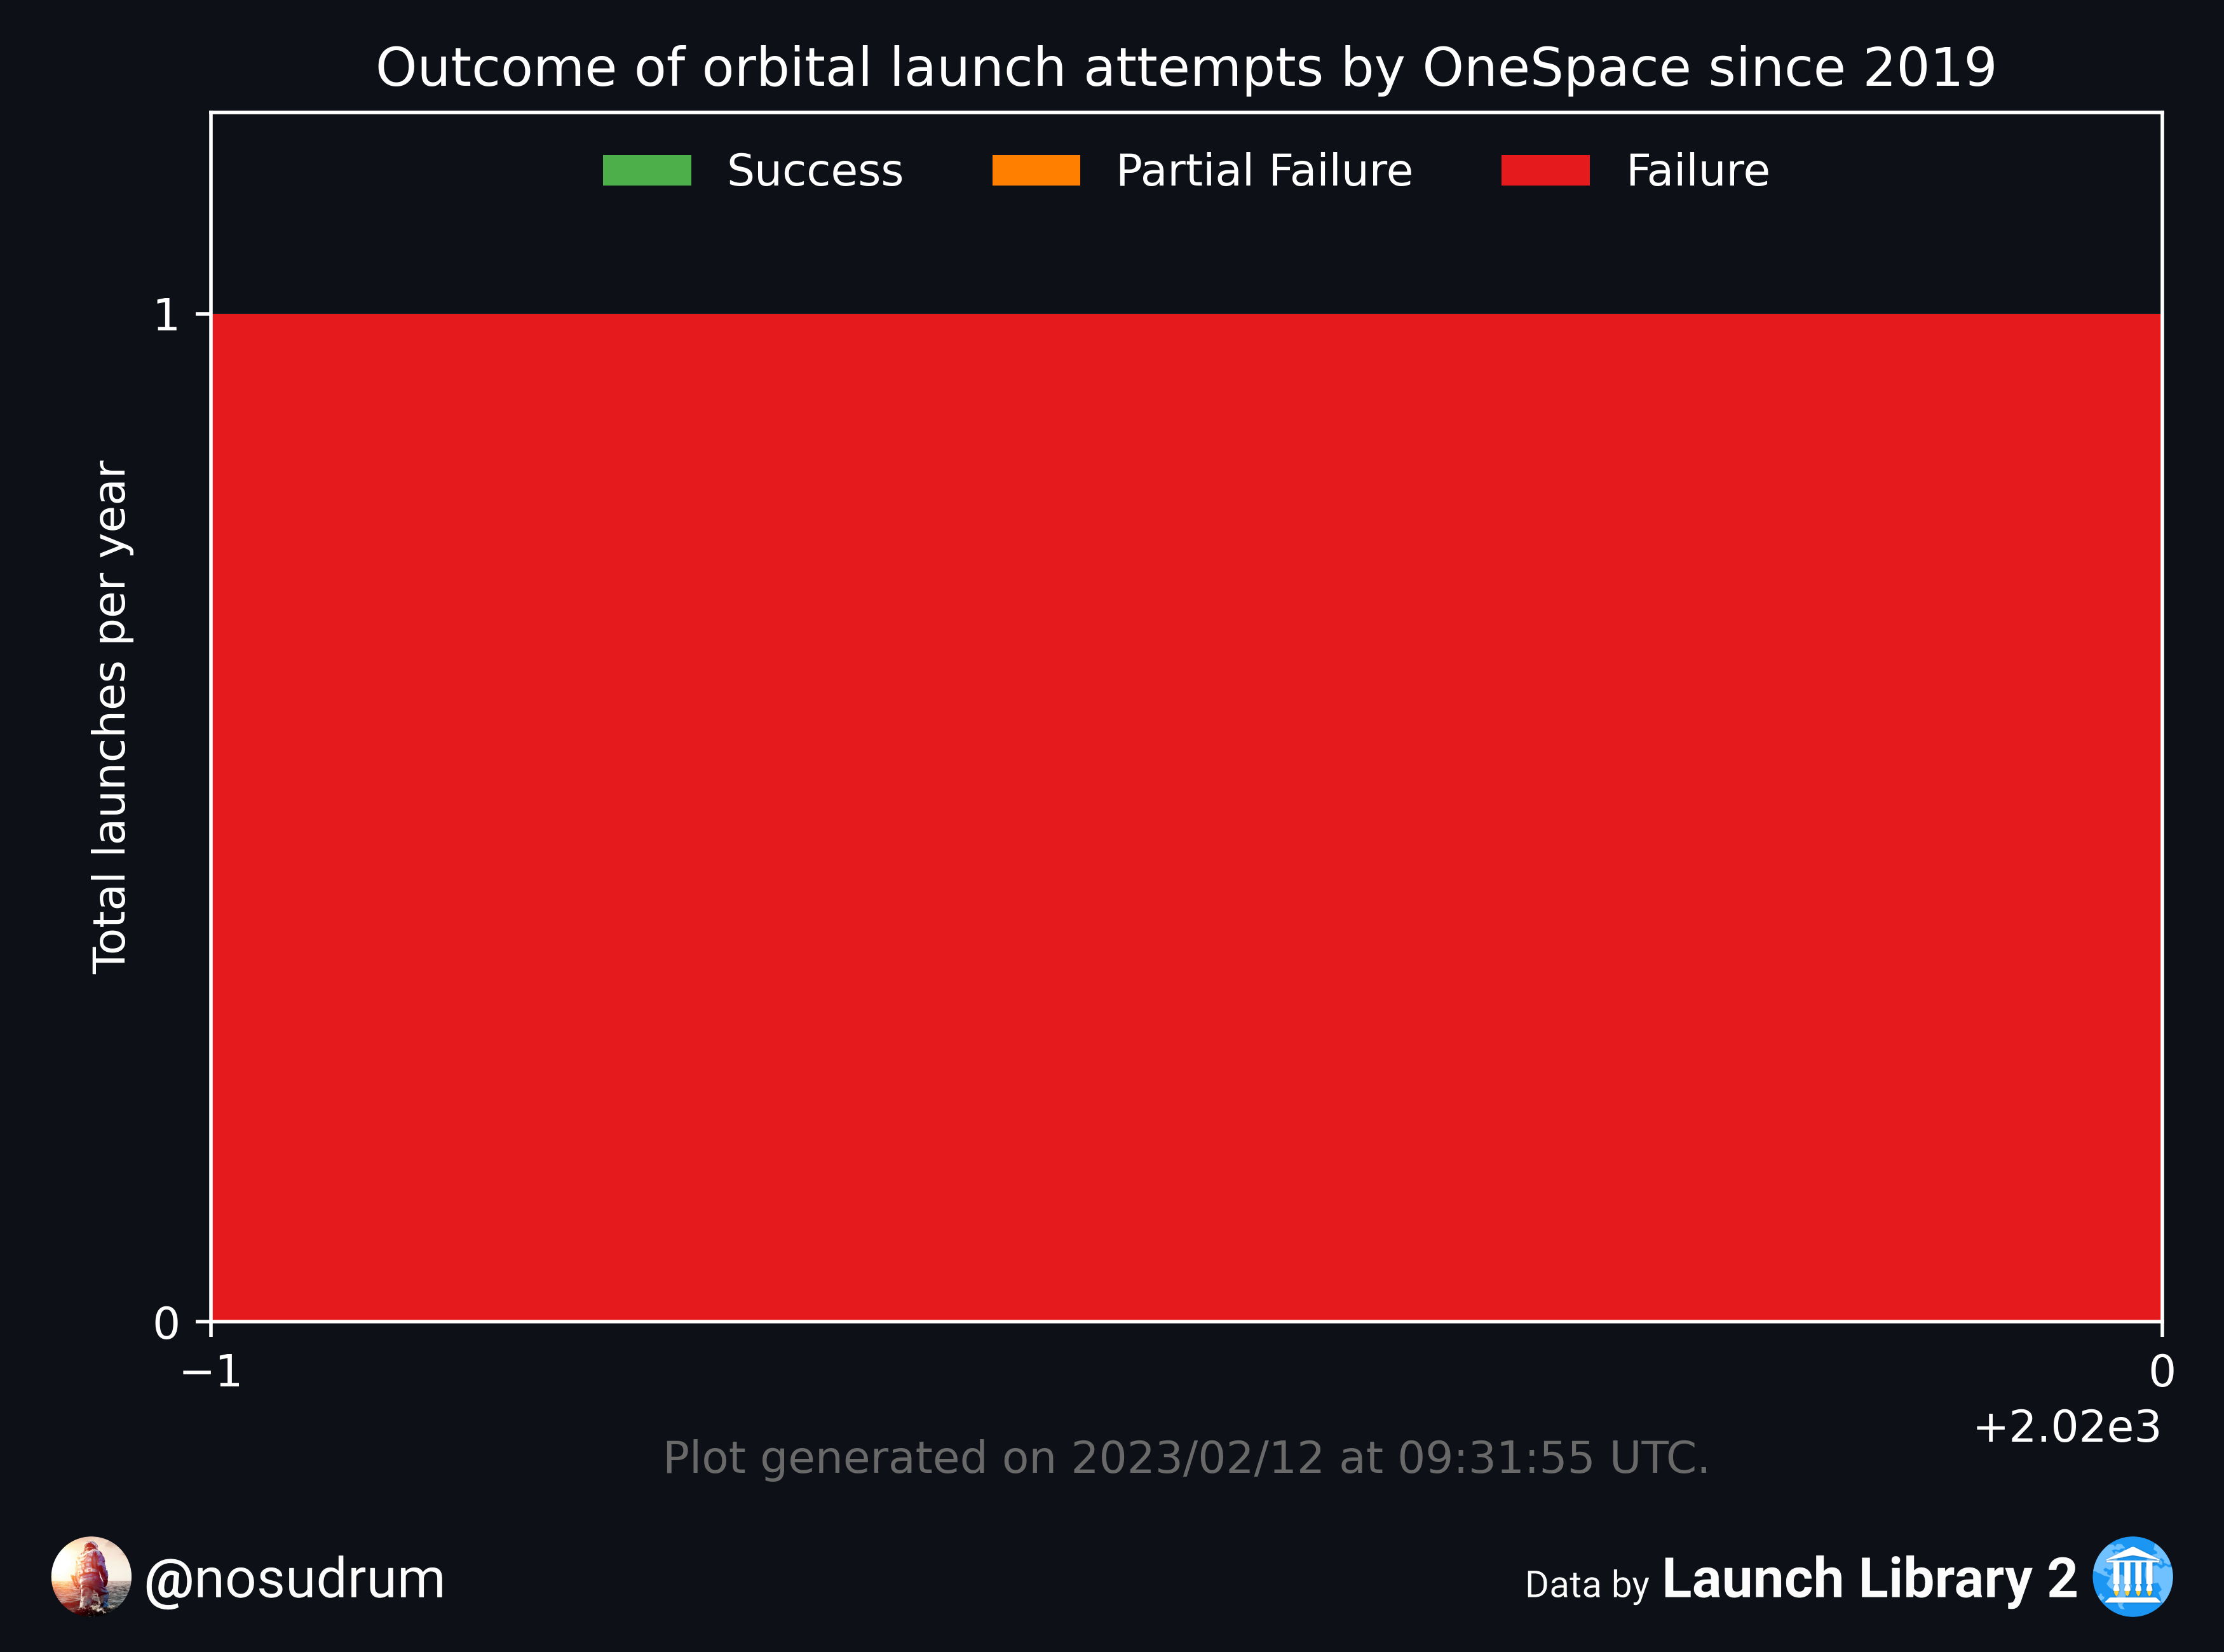 Outcome of orbital launch attempts by OneSpace since 2019
Success Partial Failure Failure
Total launches per year
1
0
−1 0
+2.02e3
Plot generated on 2023/02/12 at 09:31:55 UTC.
@nosudrum
Data by Launch Library 2